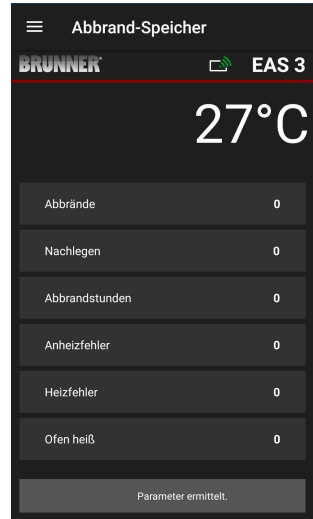 Abbrand-Speicher
BRUNNER EAS 3
27°C
Abbrände 0
Nachlegen 0
Abbrandstunden 0
Anheizfehler 0
Heizfehler 0
Ofen heiß 0
Parameter ermittelt.